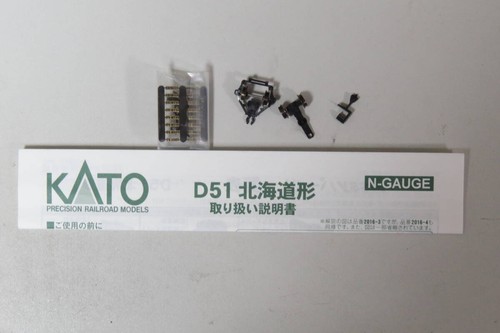 KATO
PRECISION RAILROAD MODELS
D51 北海道形
取り扱い説明書
N-GAUGE
■ご使用の前に